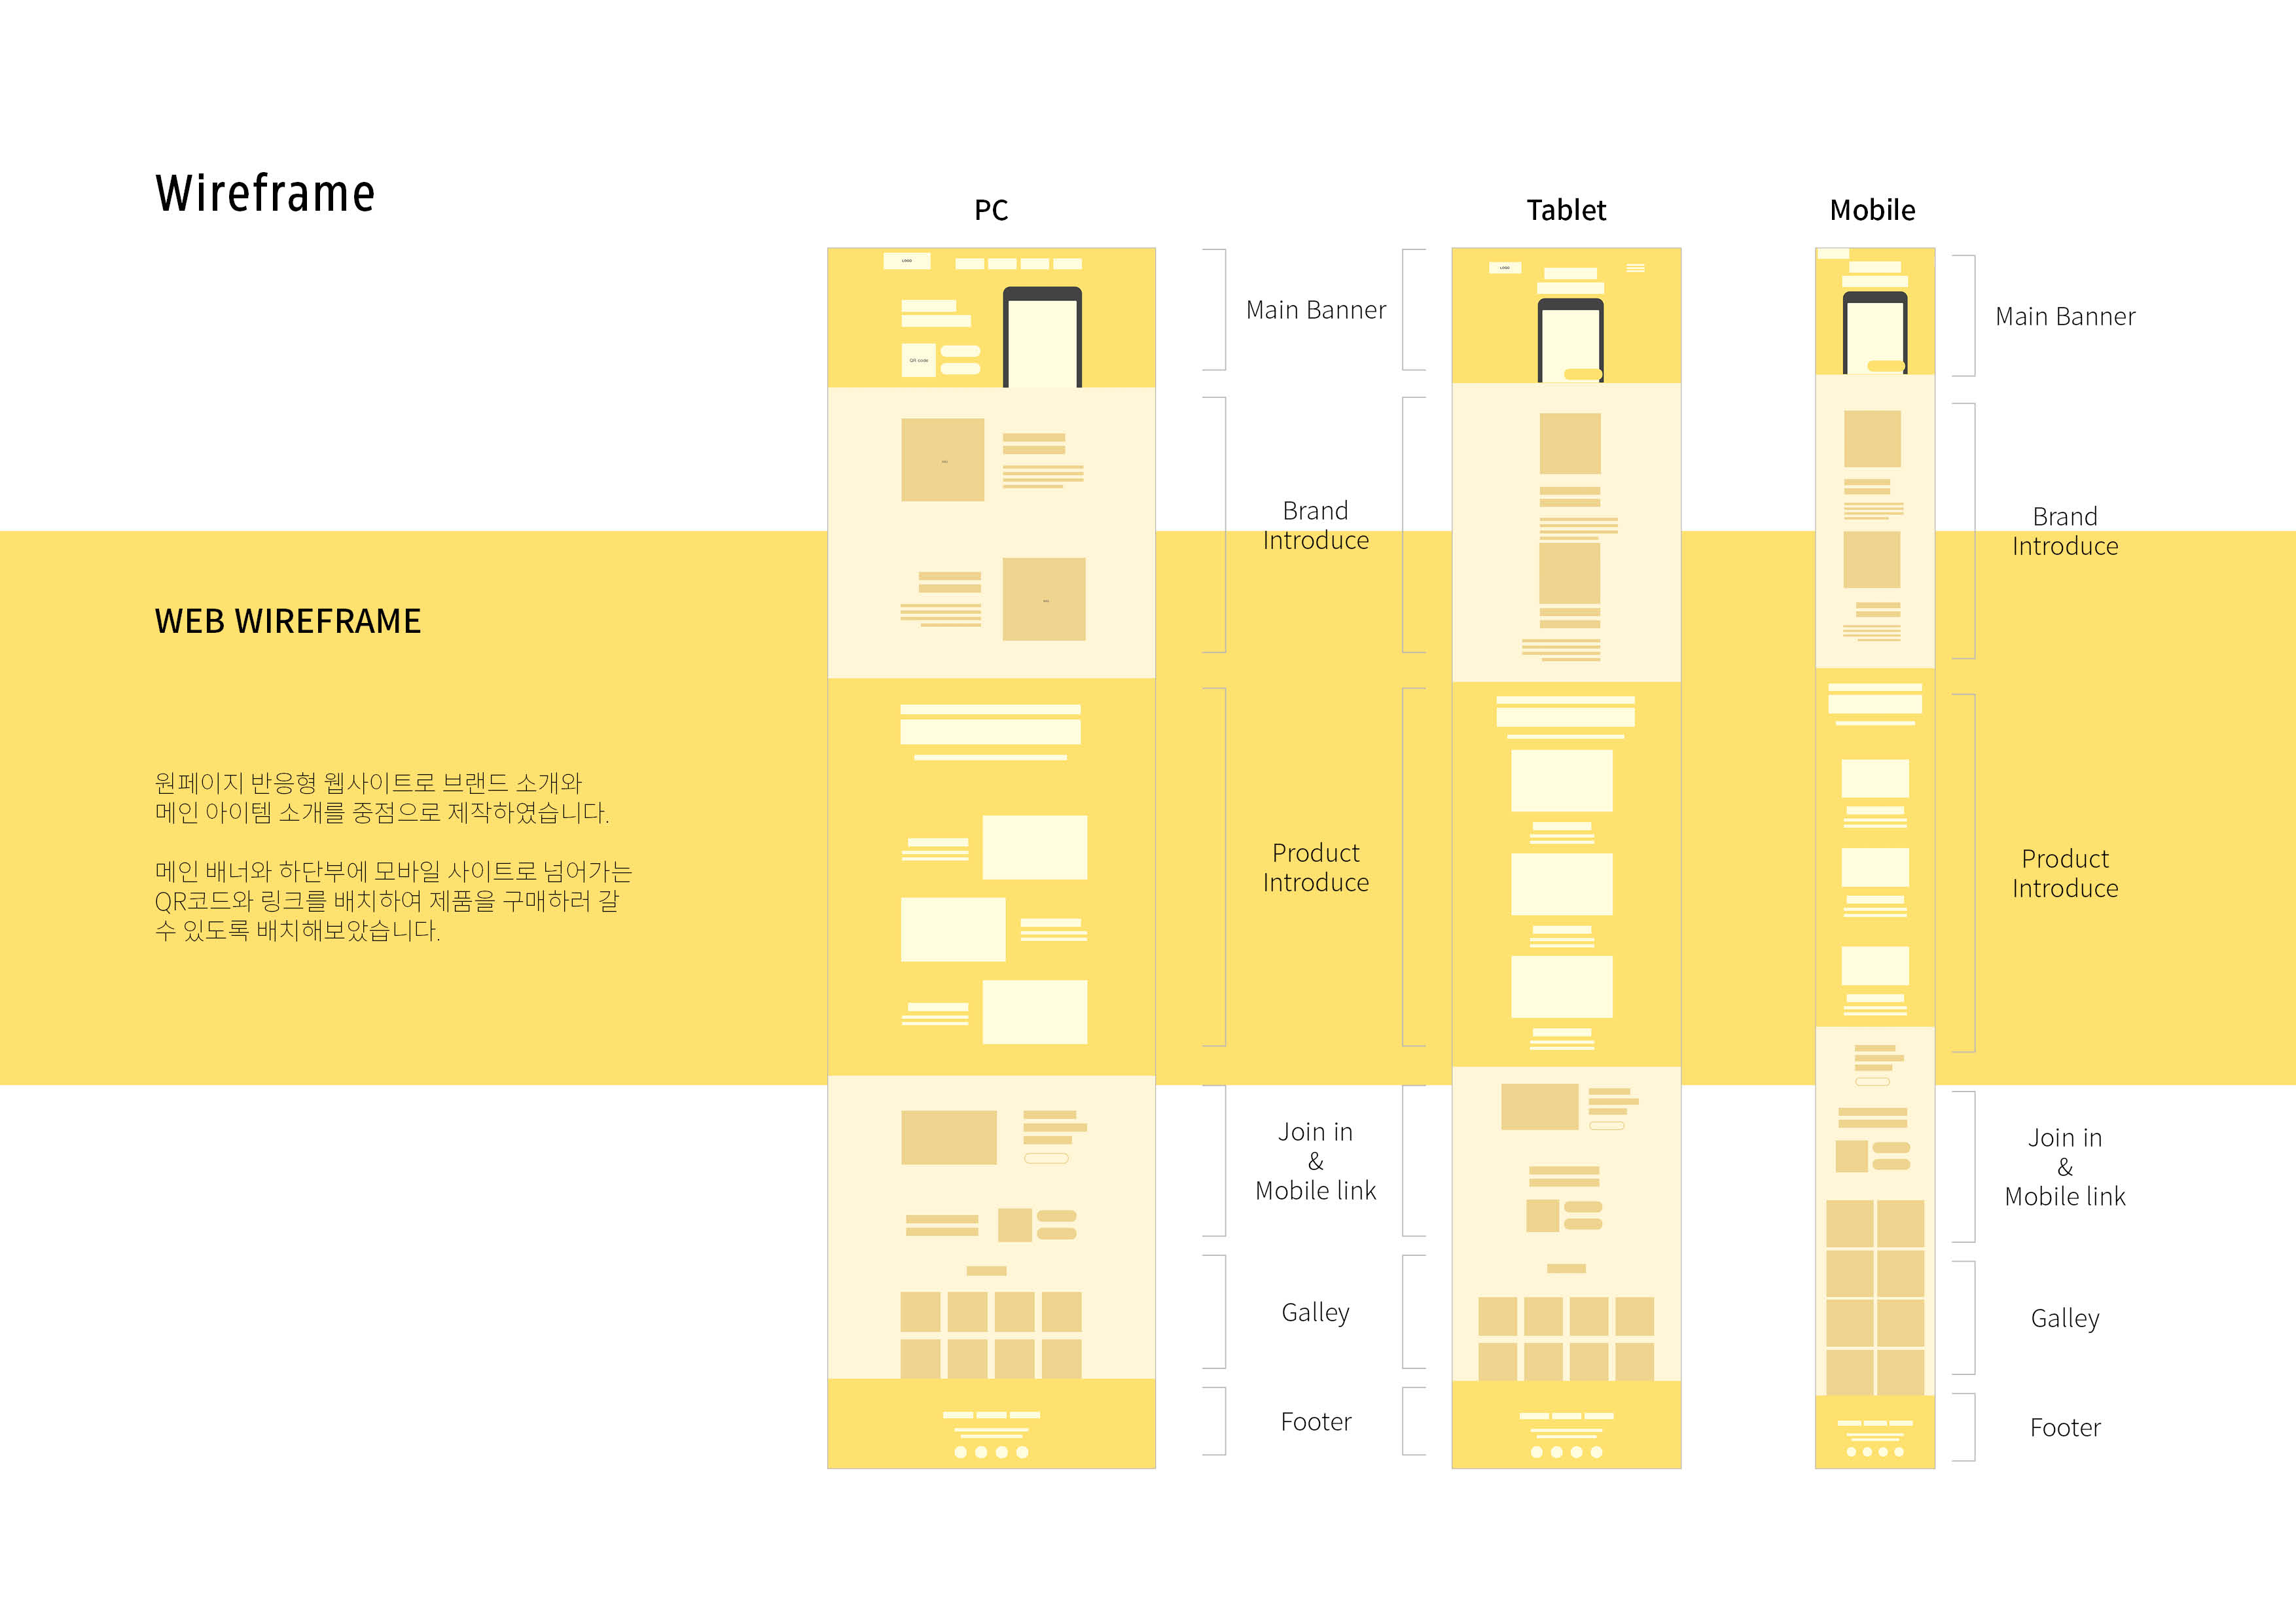 Wireframe
PC
Tablet
Mobile
LOGO
QR code
LOGO
Main Banner
Main Banner
Brand
Introduce
Brand
Introduce
WEB WIREFRAME
원페이지 반응형 웹사이트로 브랜드 소개와
메인 아이템 소개를 중점으로 제작하였습니다.
메인 배너와 하단부에 모바일 사이트로 넘어가는
QR코드와 링크를 배치하여 제품을 구매하러 갈
수 있도록 배치해보았습니다.
Product
Introduce
Product
Introduce
Join in
&
Mobile link
Join in
&
Mobile link
Galley
Galley
Footer
Footer